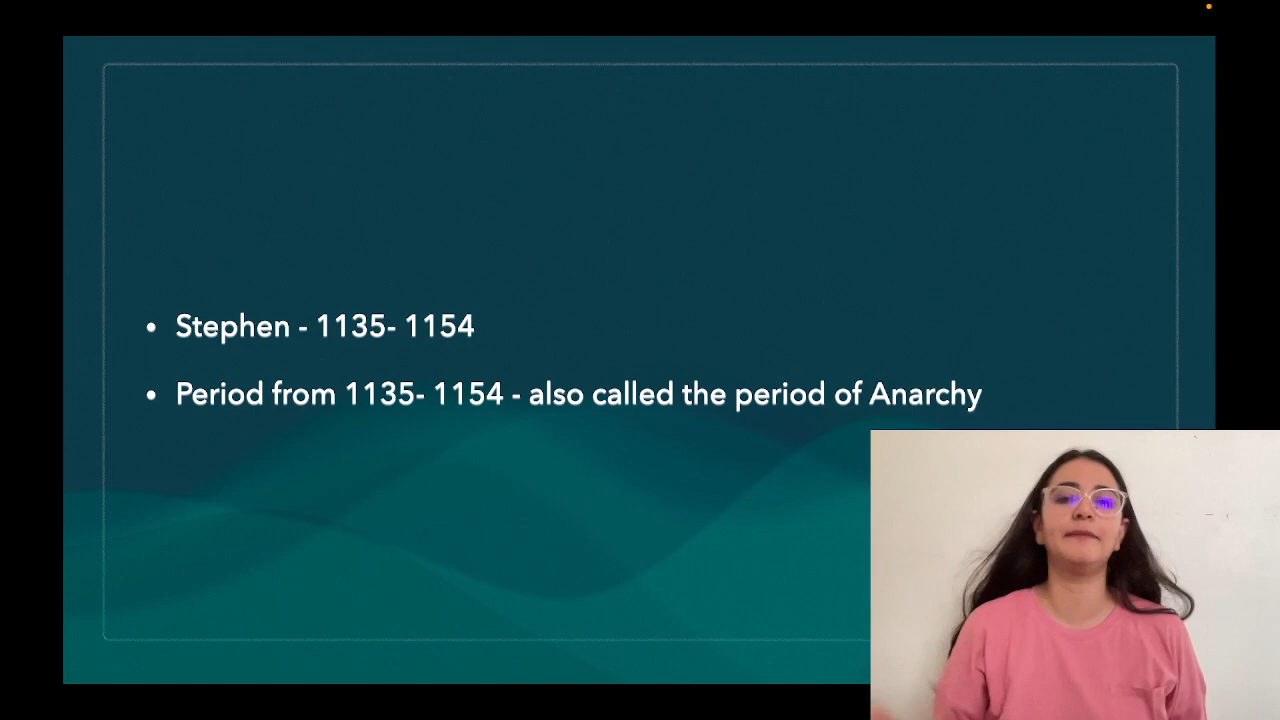 • Stephen - 1135- 1154
• Period from 1135- 1154 - also called the period of Anarchy